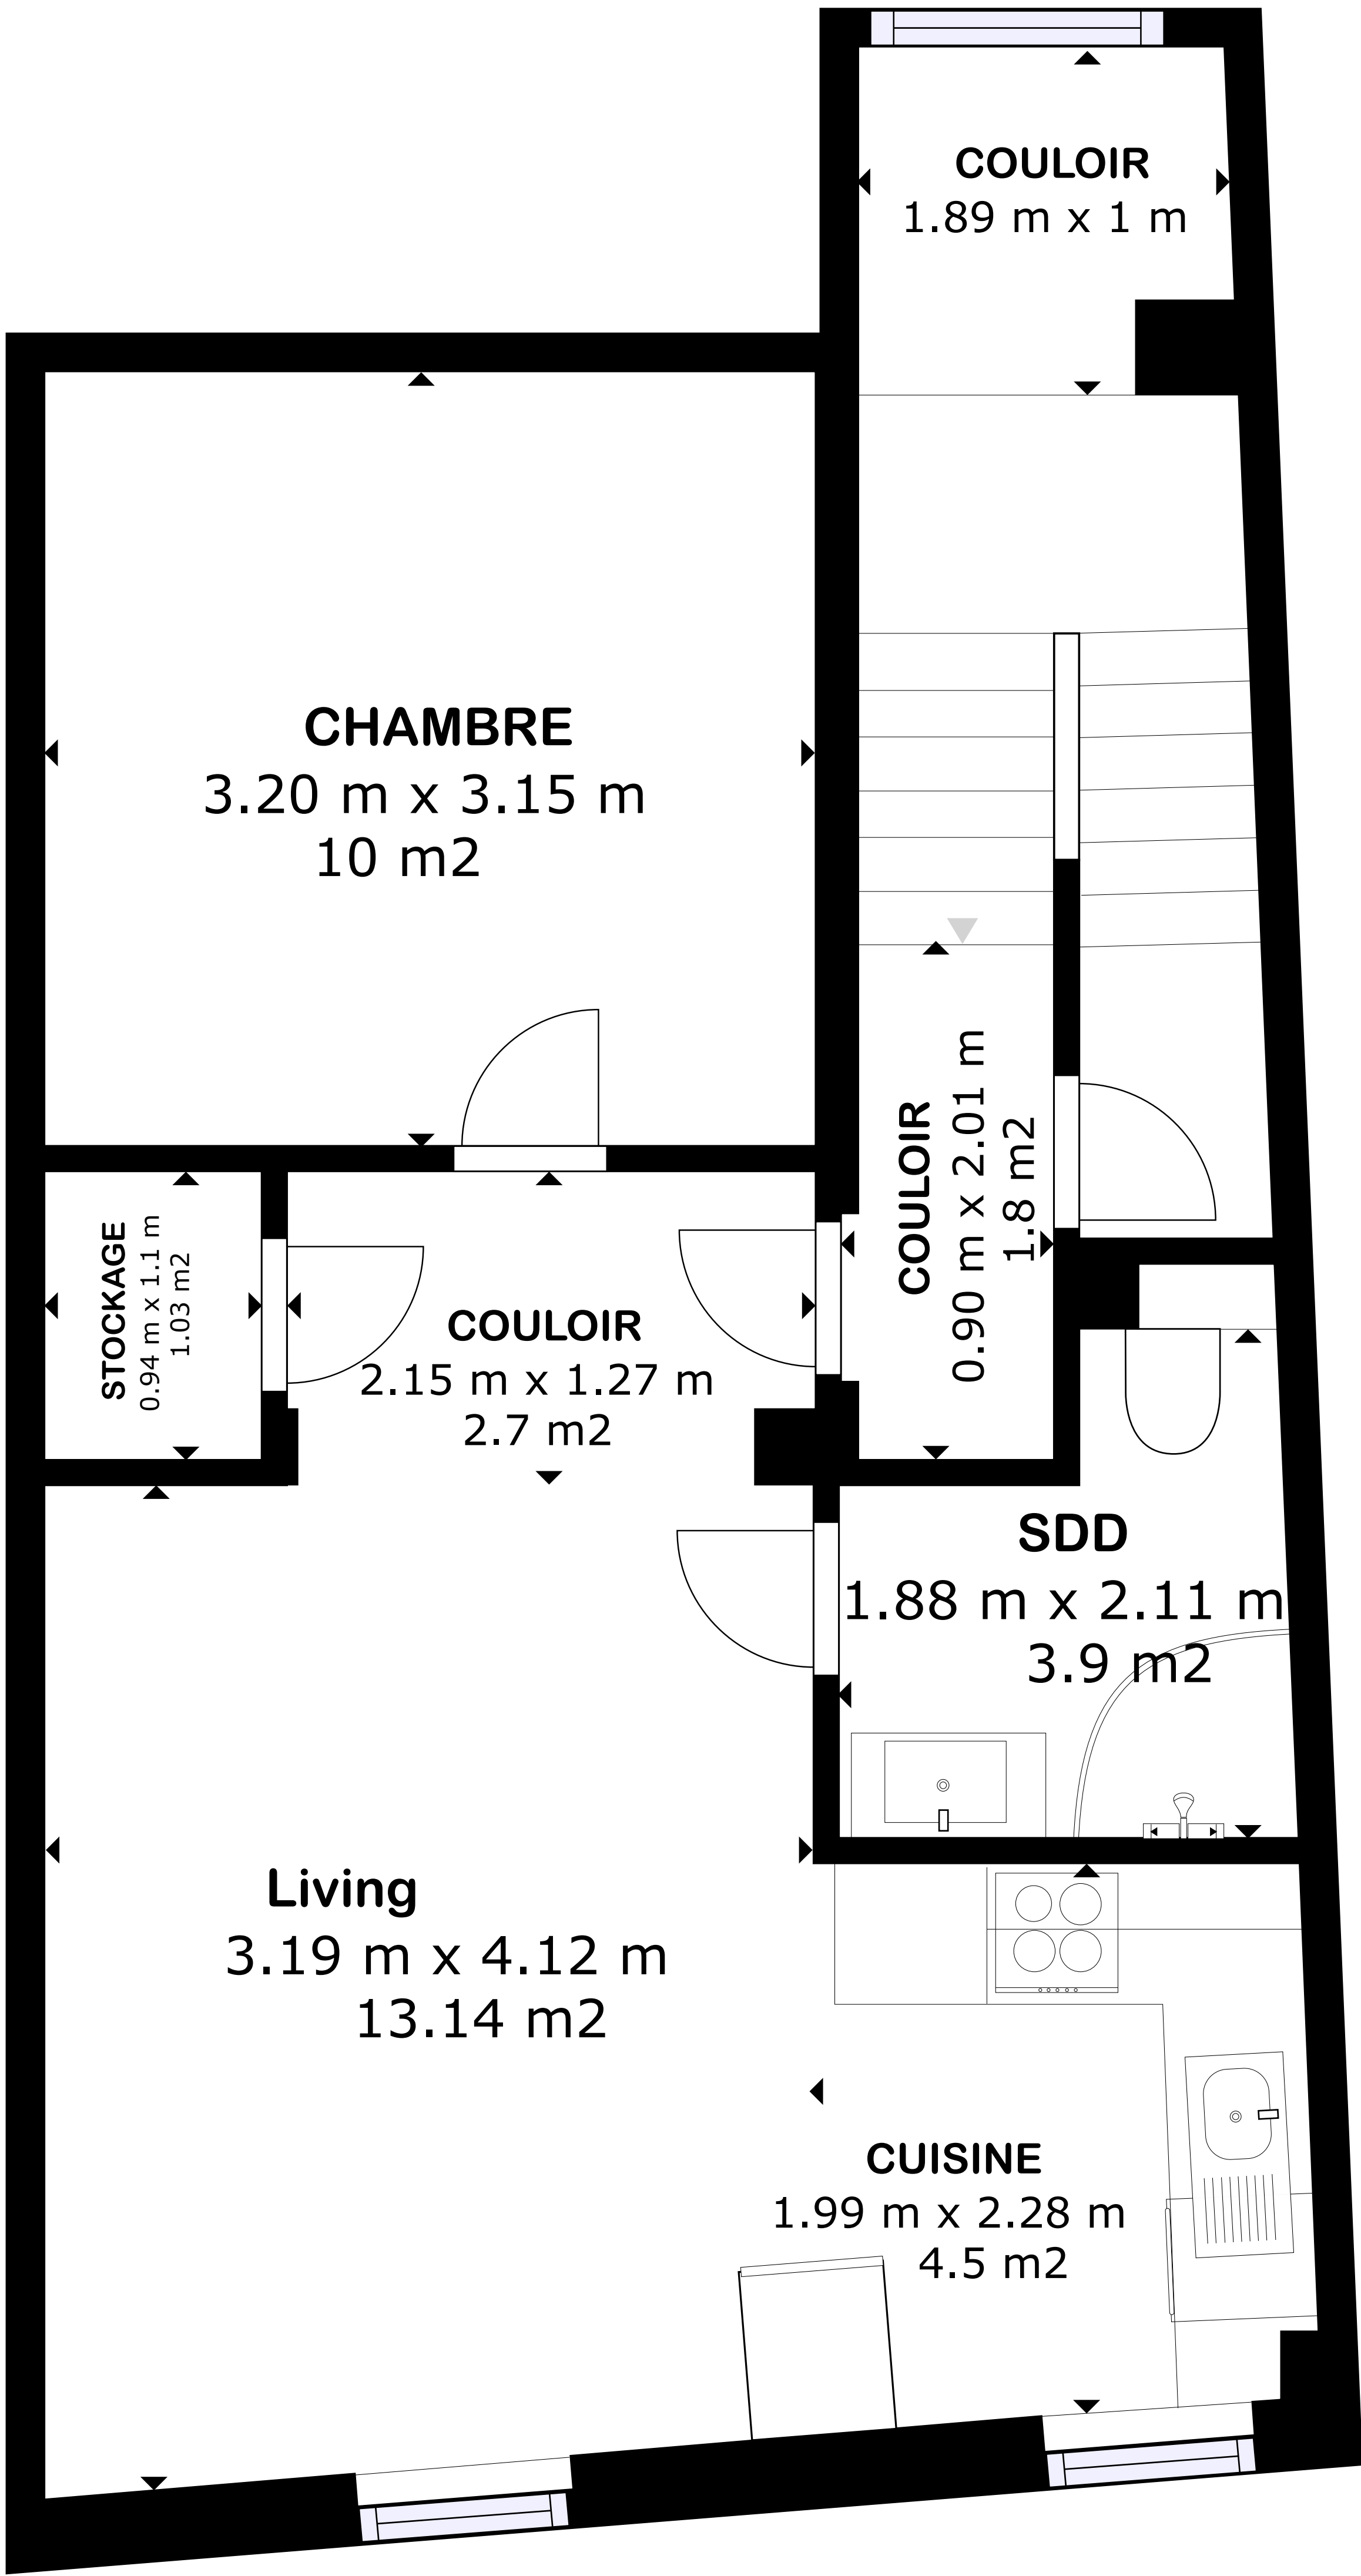 COULOIR
1.89 m x 1 m
CHAMBRE
3.20 m x 3.15 m
10 m2
COULOIR
0.90 m x 2.01 m
1.8 m2
STOCKAGE
0.94 m x 1.1 m
1.03 m2
COULOIR
2.15 m x 1.27 m
2.7 m2
SDD
1.88 m x 2.11 m
3.9 m2
Living
3.19 m x 4.12 m
13.14 m2
CUISINE
1.99 m x 2.28 m
4.5 m2